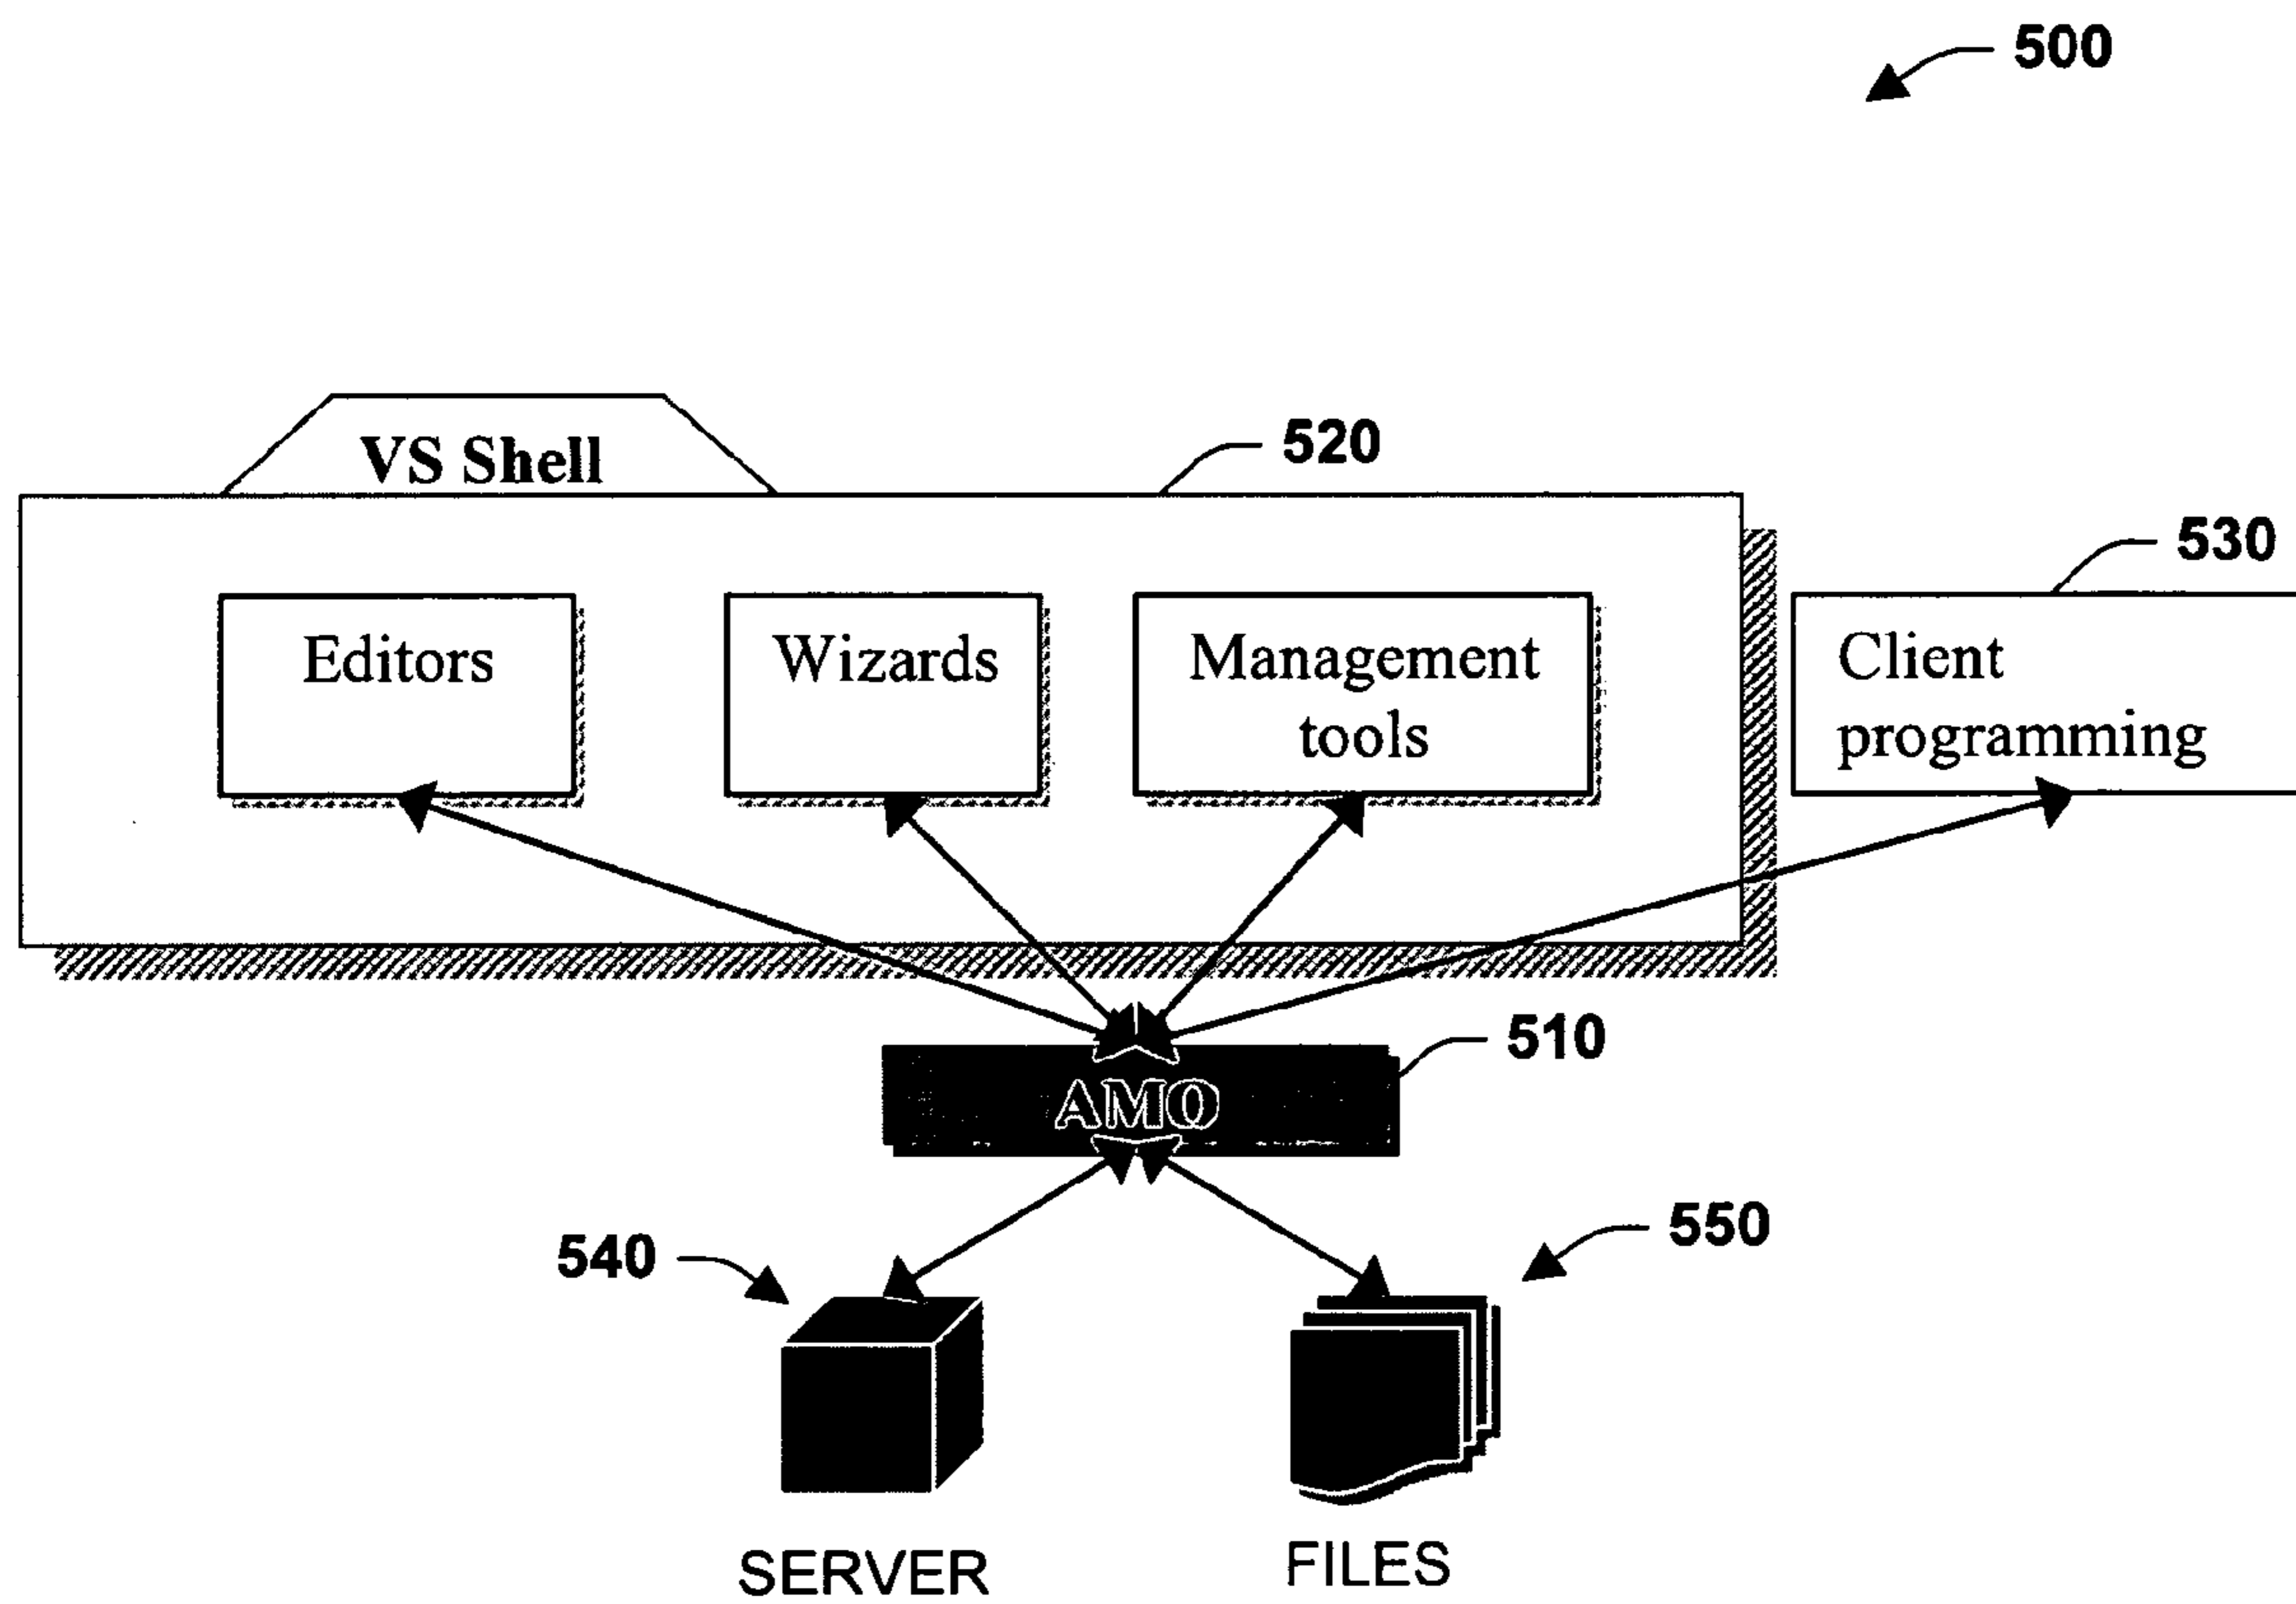 500
VS Shell
520
530
Editors
Wizards
Management
tools
Client
programming
510
AMO
540
550
SERVER
FILES